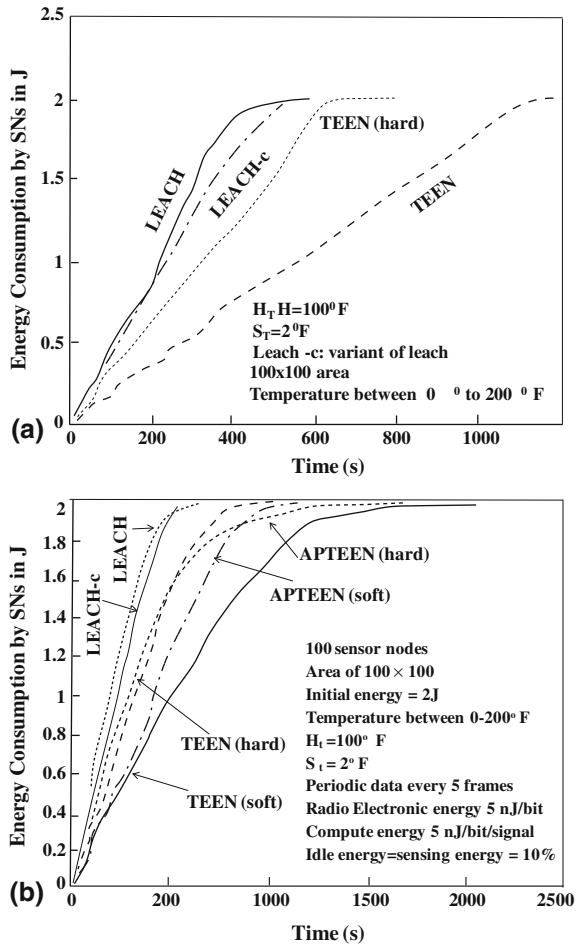 2.5
2
1.5
1
0.5
0
Energy Consumption by SNs in J
LEACH
LEACH-c
TEEN (hard)
TEEN
H_T H=100⁰ F
S_T=2⁰F
Leach -c: variant of leach
100x100 area
Temperature between 0 ⁰ to 200 ⁰ F
0 200 400 600 800 1000
(a)
Time (s)
2
1.8
1.6
1.4
1.2
1
0.8
0.6
0.4
0.2
0
Energy Consumption by SNs in J
LEACH
LEACH-c
APTEEN (hard)
APTEEN (soft)
TEEN (hard)
TEEN (soft)
100 sensor nodes
Area of 100 × 100
Initial energy = 2J
Temperature between 0-200° F
H_t =100° F
S_t = 2° F
Periodic data every 5 frames
Radio Electronic energy 5 nJ/bit
Compute energy 5 nJ/bit/signal
Idle energy=sensing energy = 10%
0 200 1000 1500 2000 2500
(b)
Time (s)